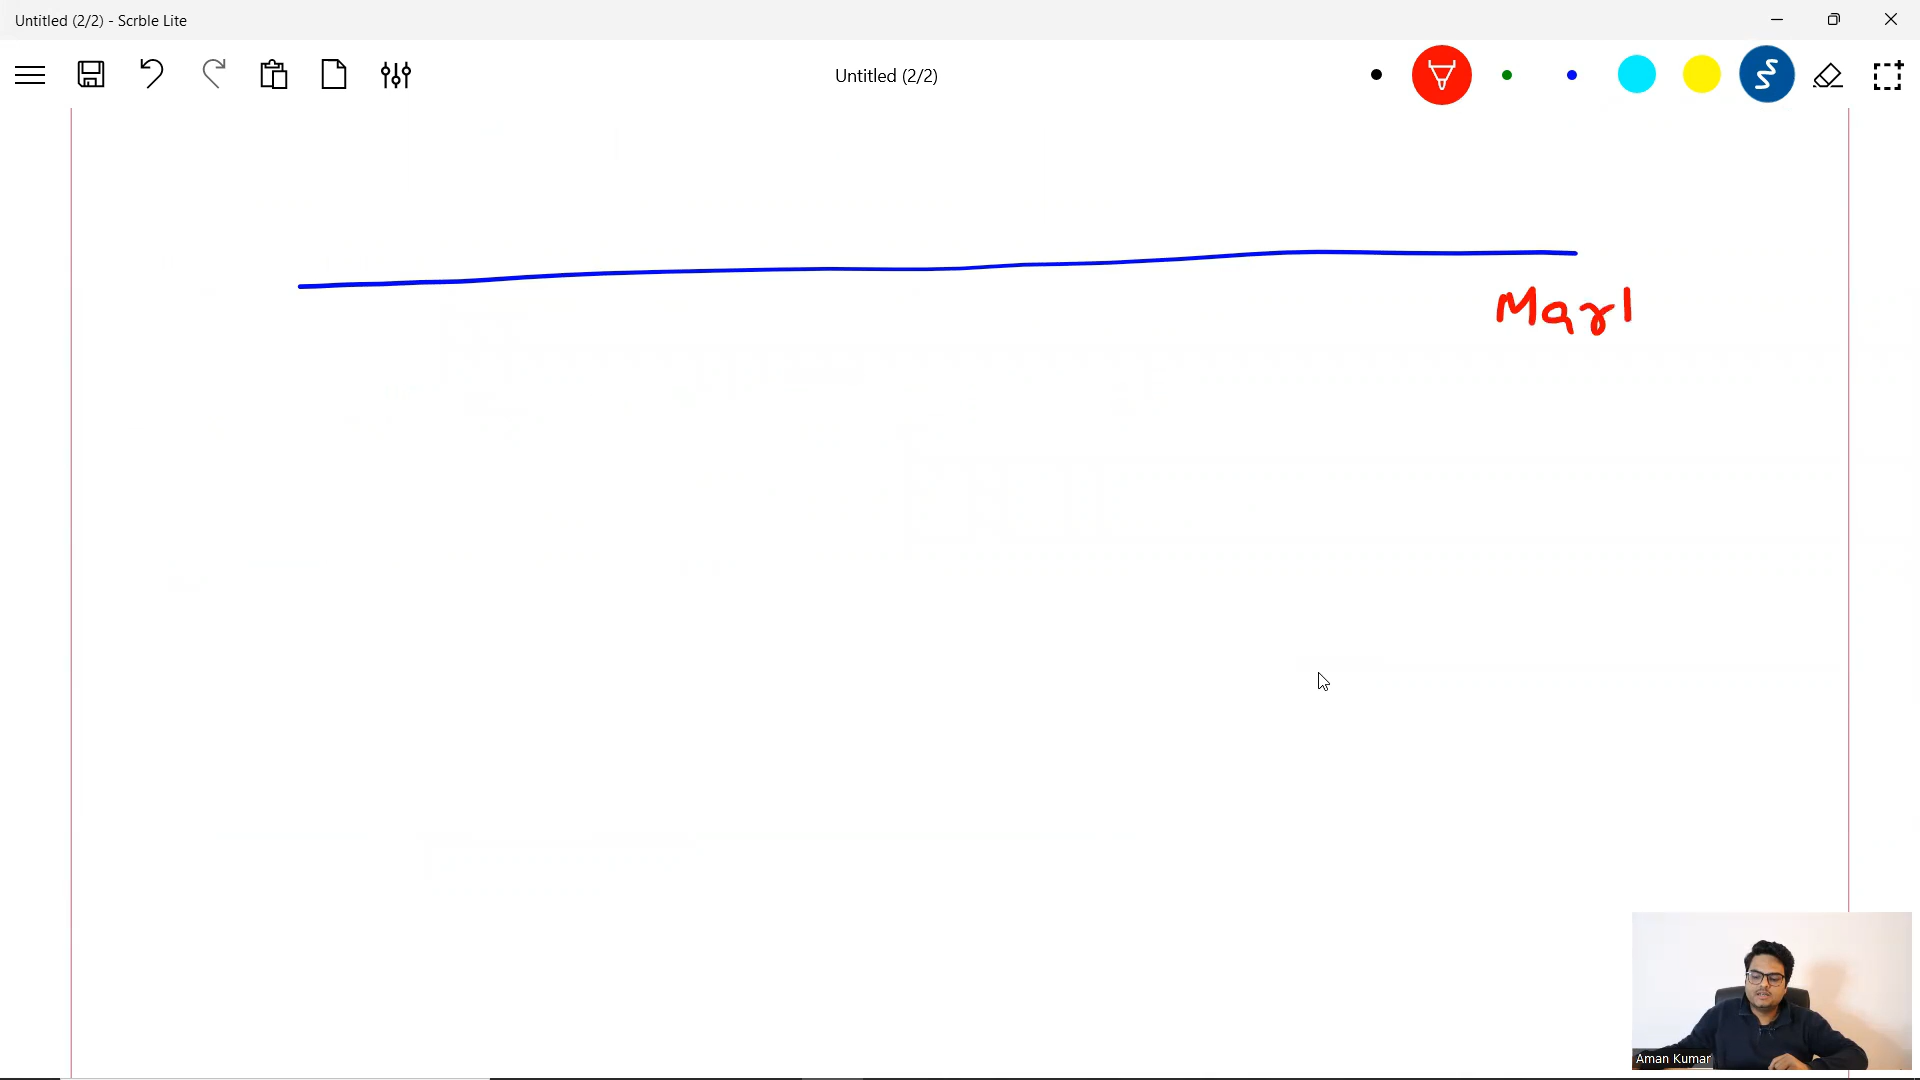 Untitled (2/2) - Scrble Lite
Untitled (2/2)
Marl
Aman Kumar